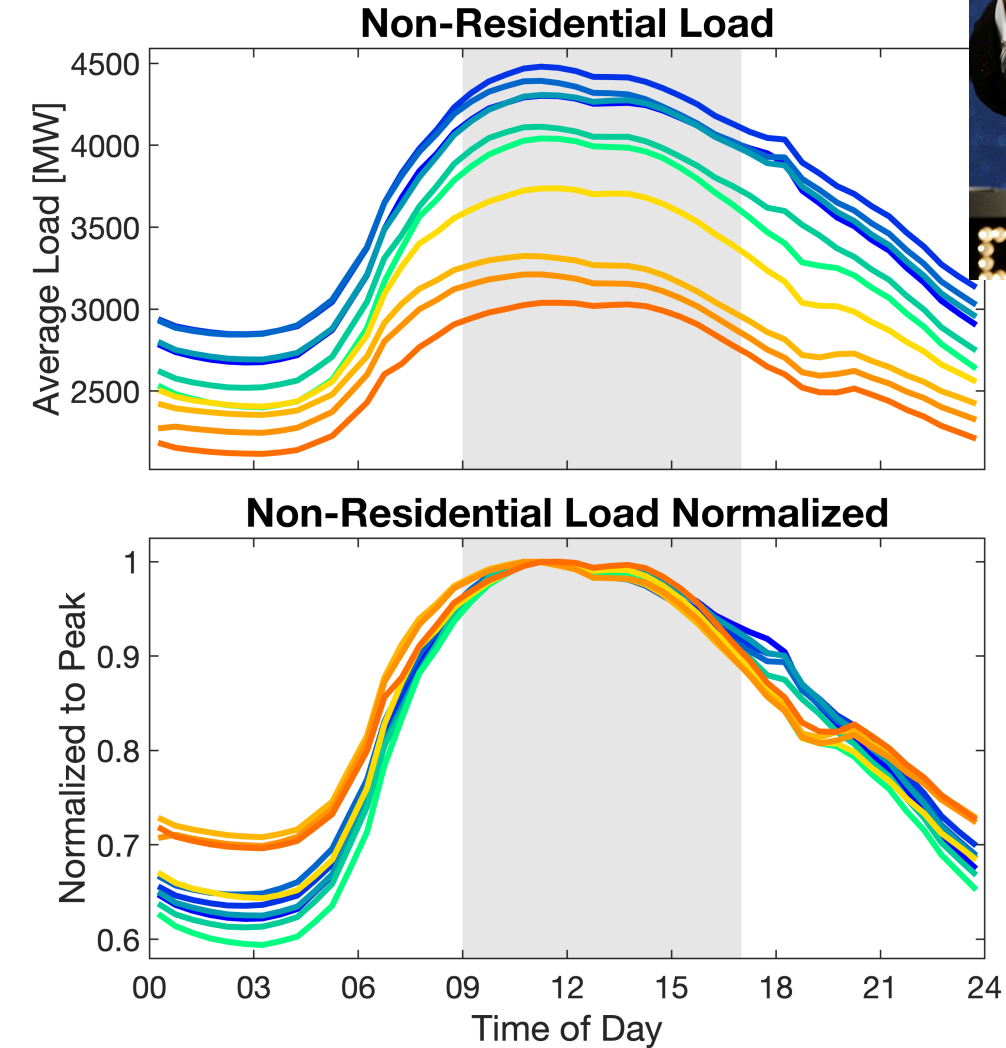 Non-Residential Load
Average Load [MW]
4500
4000
3500
3000
2500
Non-Residential Load Normalized
Normalized to Peak
1
0.9
0.8
0.7
0.6
00 03 06 09 12 15 18 21 24
Time of Day